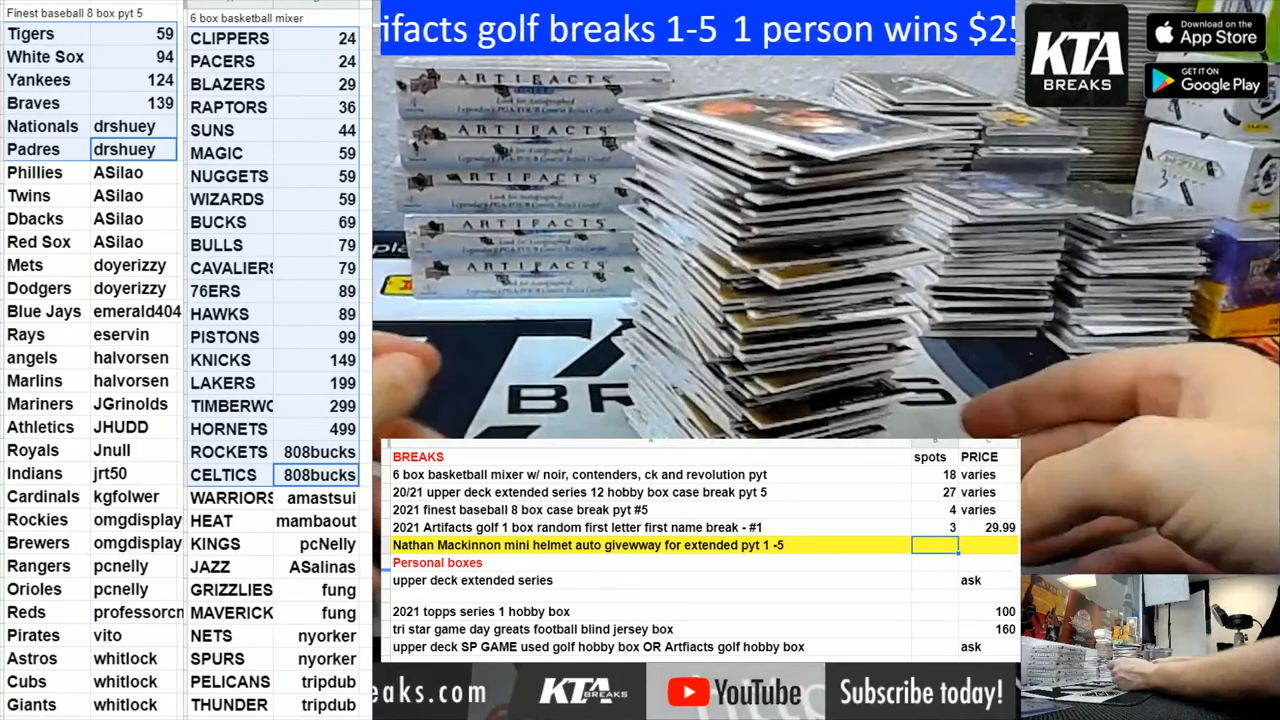 Finest baseball 8 box pyt 5
Tigers 59
White Sox 94
Yankees 124
Braves 139
Nationals drshuey
Padres drshuey
Phillies ASilao
Twins ASilao
Dbacks ASilao
Red Sox ASilao
Mets doyerizzy
Dodgers doyerizzy
Blue Jays emerald404
Rays eservin
angels halvorsen
Marlins halvorsen
Mariners JGrinolds
Athletics JHUDD
Royals Jnull
Indians jrt50
Cardinals kgfolwer
Rockies omgdisplay
Brewers omgdisplay
Rangers pcnelly
Orioles pcnelly
Reds professorcn
Pirates vito
Astros whitlock
Cubs whitlock
Giants whitlock
6 box basketball mixer
CLIPPERS 24
PACERS 24
BLAZERS 29
RAPTORS 36
SUNS 44
MAGIC 59
NUGGETS 59
WIZARDS 59
BUCKS 69
BULLS 79
CAVALIERS 79
76ERS 89
HAWKS 89
PISTONS 99
KNICKS 149
LAKERS 199
TIMBERWO 299
HORNETS 499
ROCKETS 808bucks
CELTICS 808bucks
WARRIORS amastsui
HEAT mambaout
KINGS pcNelly
JAZZ ASalinas
GRIZZLIES fung
MAVERICK fung
NETS nyorker
SPURS nyorker
PELICANS tripdub
THUNDER tripdub
ifacts golf breaks 1-5 1 person wins $25
KTA
BREAKS
Download on the
App Store
GET IT ON
Google Play
ARTIFACTS
ARTIFACTS
ARTIFACTS
ARTIFACTS
ARTIFACTS
BREAKS spots PRICE
6 box basketball mixer w/ noir, contenders, ck and revolution pyt 18 varies
20/21 upper deck extended series 12 hobby box case break pyt 5 27 varies
2021 finest baseball 8 box case break pyt #5 4 varies
2021 Artifacts golf 1 box random first letter first name break - #1 3 29.99
Nathan Mackinnon mini helmet auto givewway for extended pyt 1 -5
Personal boxes
upper deck extended series ask
2021 topps series 1 hobby box 100
tri star game day greats football blind jersey box 160
upper deck SP GAME used golf hobby box OR Artfiacts golf hobby box ask
eaks.com
KTA BREAKS
YouTube
Subscribe today!